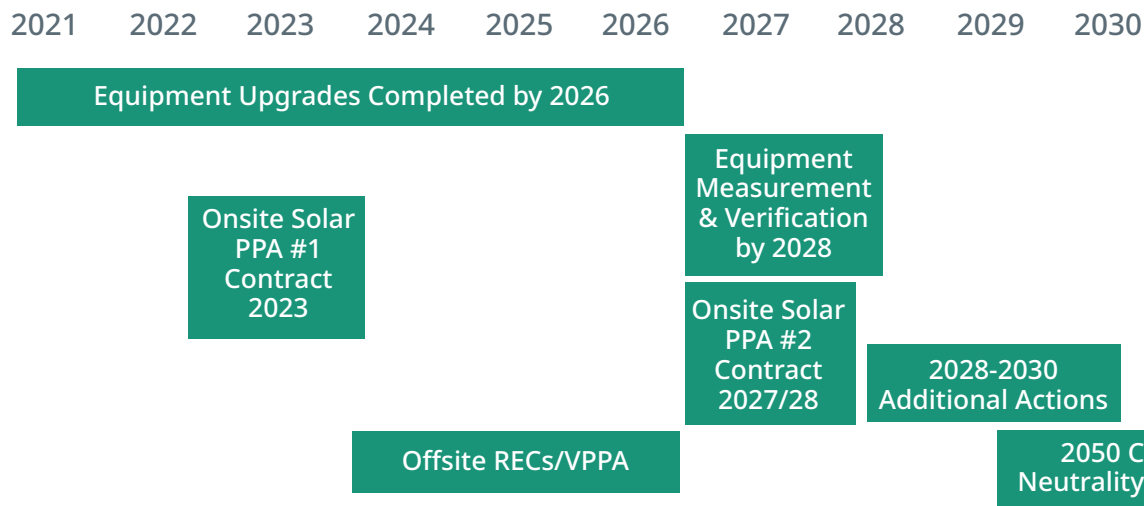 2021 2022 2023 2024 2025 2026 2027 2028 2029 2030
Equipment Upgrades Completed by 2026
Equipment
Measurement
& Verification
by 2028
Onsite Solar
PPA #1
Contract
2023
Onsite Solar
PPA #2
Contract
2027/28
2028-2030
Additional Actions
Offsite RECs/VPPA
2050 C
Neutrality